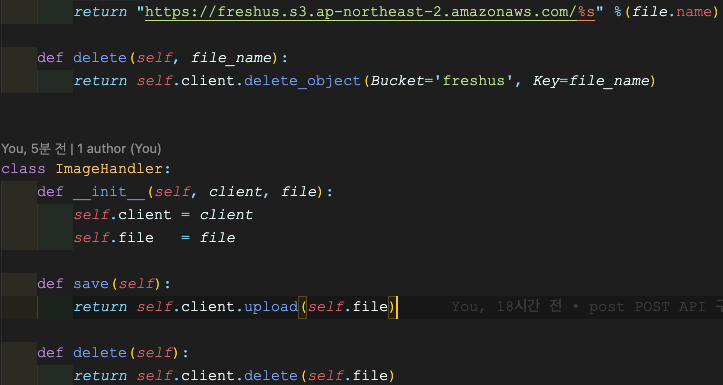 return "https://freshus.s3.ap-northeast-2.amazonaws.com/%s" %(file.name)
def delete(self, file_name):
return self.client.delete_object(Bucket='freshus', Key=file_name)
You, 5분 전 | 1 author (You)
class ImageHandler:
def __init__(self, client, file):
self.client = client
self.file   = file
def save(self):
return self.client.upload(self.file) You, 18시간 전 • post POST API 구
def delete(self):
return self.client.delete(self.file)